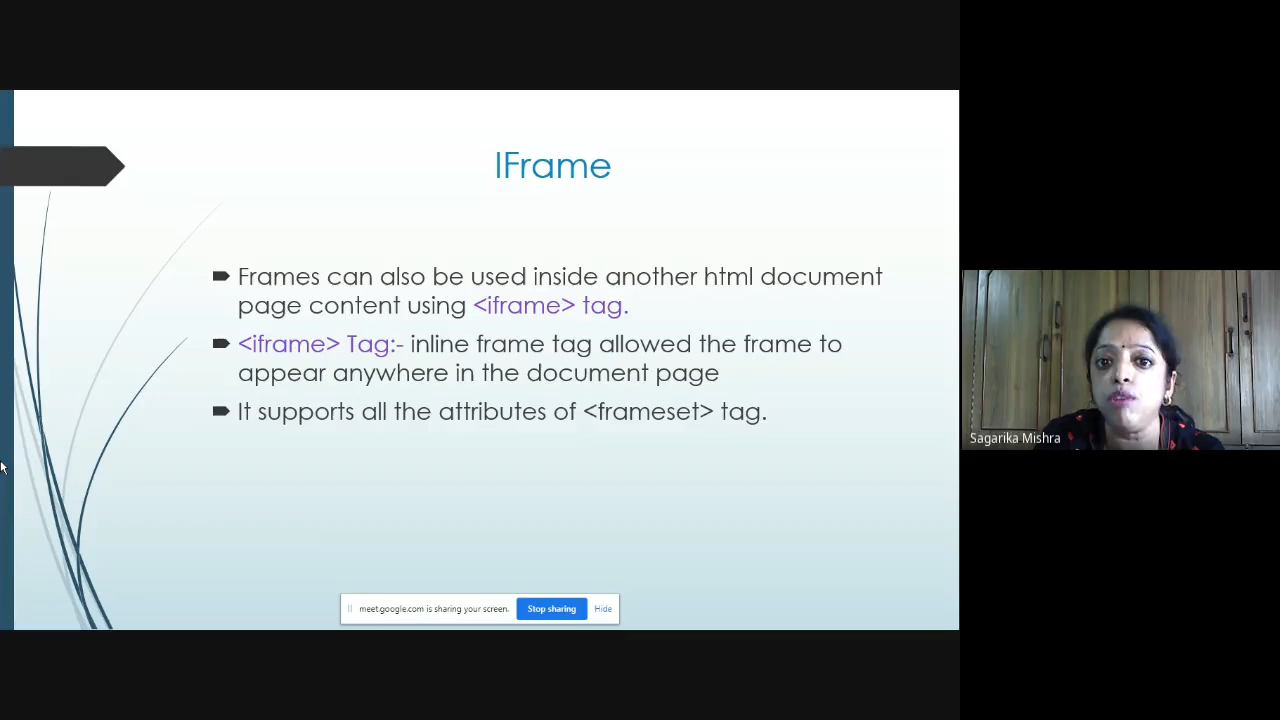 IFrame
Frames can also be used inside another html document
page content using <iframe> tag.
<iframe> Tag:- inline frame tag allowed the frame to
appear anywhere in the document page
It supports all the attributes of <frameset> tag.
Sagarika Mishra
meet.google.com is sharing your screen.
Stop sharing
Hide